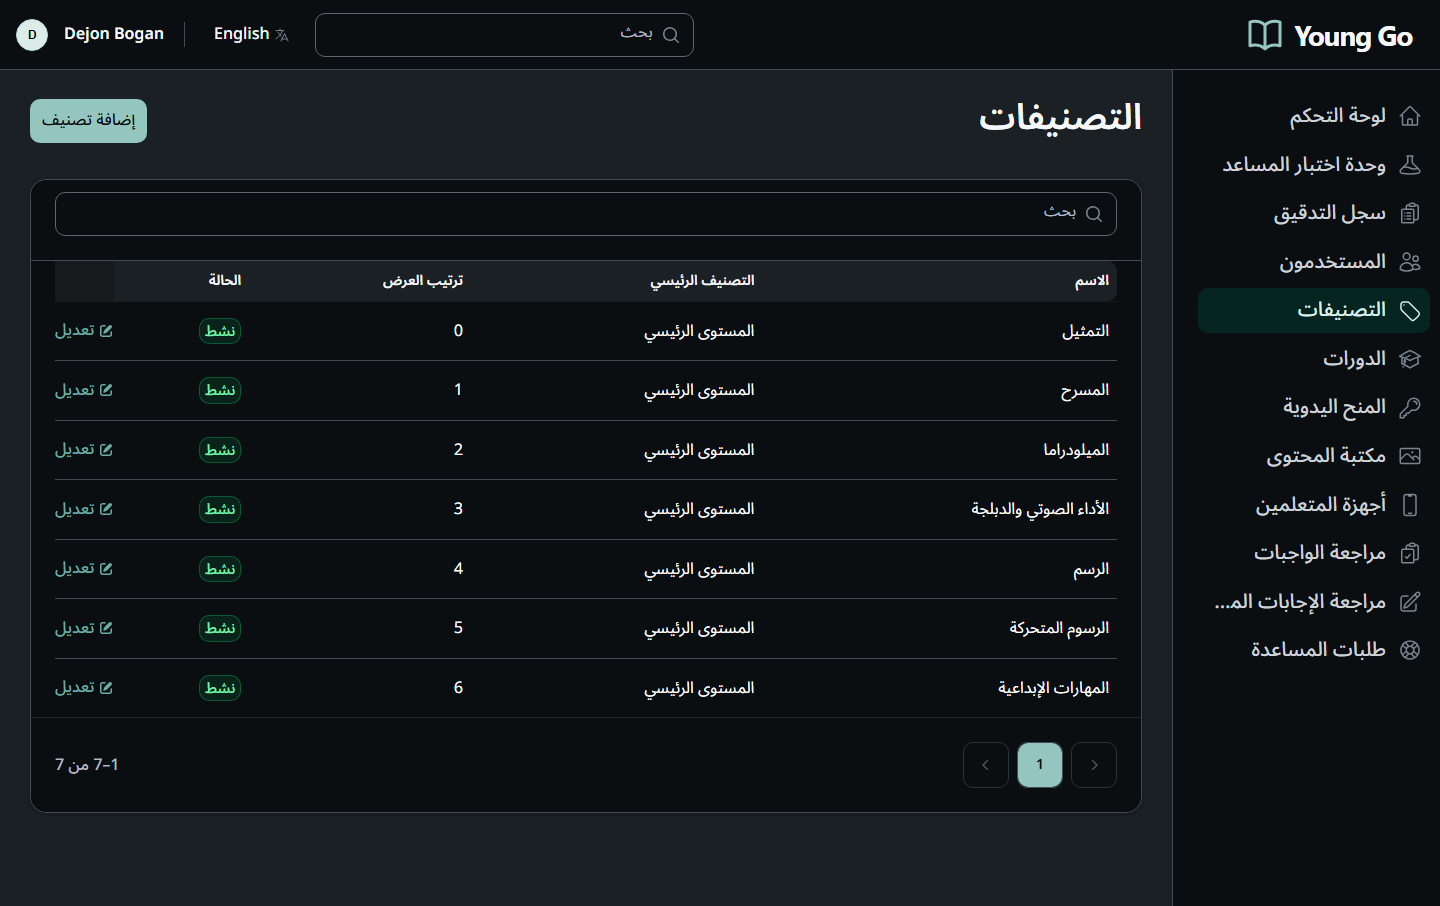 Young Go
بحث
English
Dejon Bogan
D
لوحة التحكم
وحدة اختبار المساعد
سجل التدقيق
المستخدمون
التصنيفات
الدورات
المنح اليدوية
مكتبة المحتوى
أجهزة المتعلمين
مراجعة الواجبات
مراجعة الإجابات الم...
طلبات المساعدة
التصنيفات
إضافة تصنيف
بحث
الاسم التصنيف الرئيسي ترتيب العرض الحالة
التمثيل المستوى الرئيسي 0 نشط تعديل
المسرح المستوى الرئيسي 1 نشط تعديل
الميلودراما المستوى الرئيسي 2 نشط تعديل
الأداء الصوتي والدبلجة المستوى الرئيسي 3 نشط تعديل
الرسم المستوى الرئيسي 4 نشط تعديل
الرسوم المتحركة المستوى الرئيسي 5 نشط تعديل
المهارات الإبداعية المستوى الرئيسي 6 نشط تعديل
1
1–7 من 7